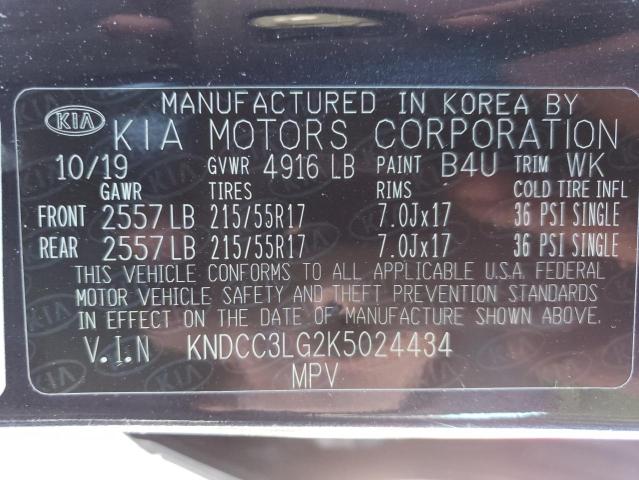 MANUFACTURED IN KOREA BY
KIA KIA MOTORS CORPORATION
10/19 GVWR 4916 LB PAINT B4U TRIM WK
GAWR TIRES RIMS COLD TIRE INFL
FRONT 2557 LB 215/55R17 7.0Jx17 36 PSI SINGLE
REAR 2557 LB 215/55R17 7.0Jx17 36 PSI SINGLE
THIS VEHICLE CONFORMS TO ALL APPLICABLE U.S.A FEDERAL
MOTOR VEHICLE SAFETY AND THEFT PREVENTION STANDARDS
IN EFFECT ON THE DATE OF MANUFACTURE SHOWN ABOVE.
V.I.N KNDCC3LG2K5024434
MPV